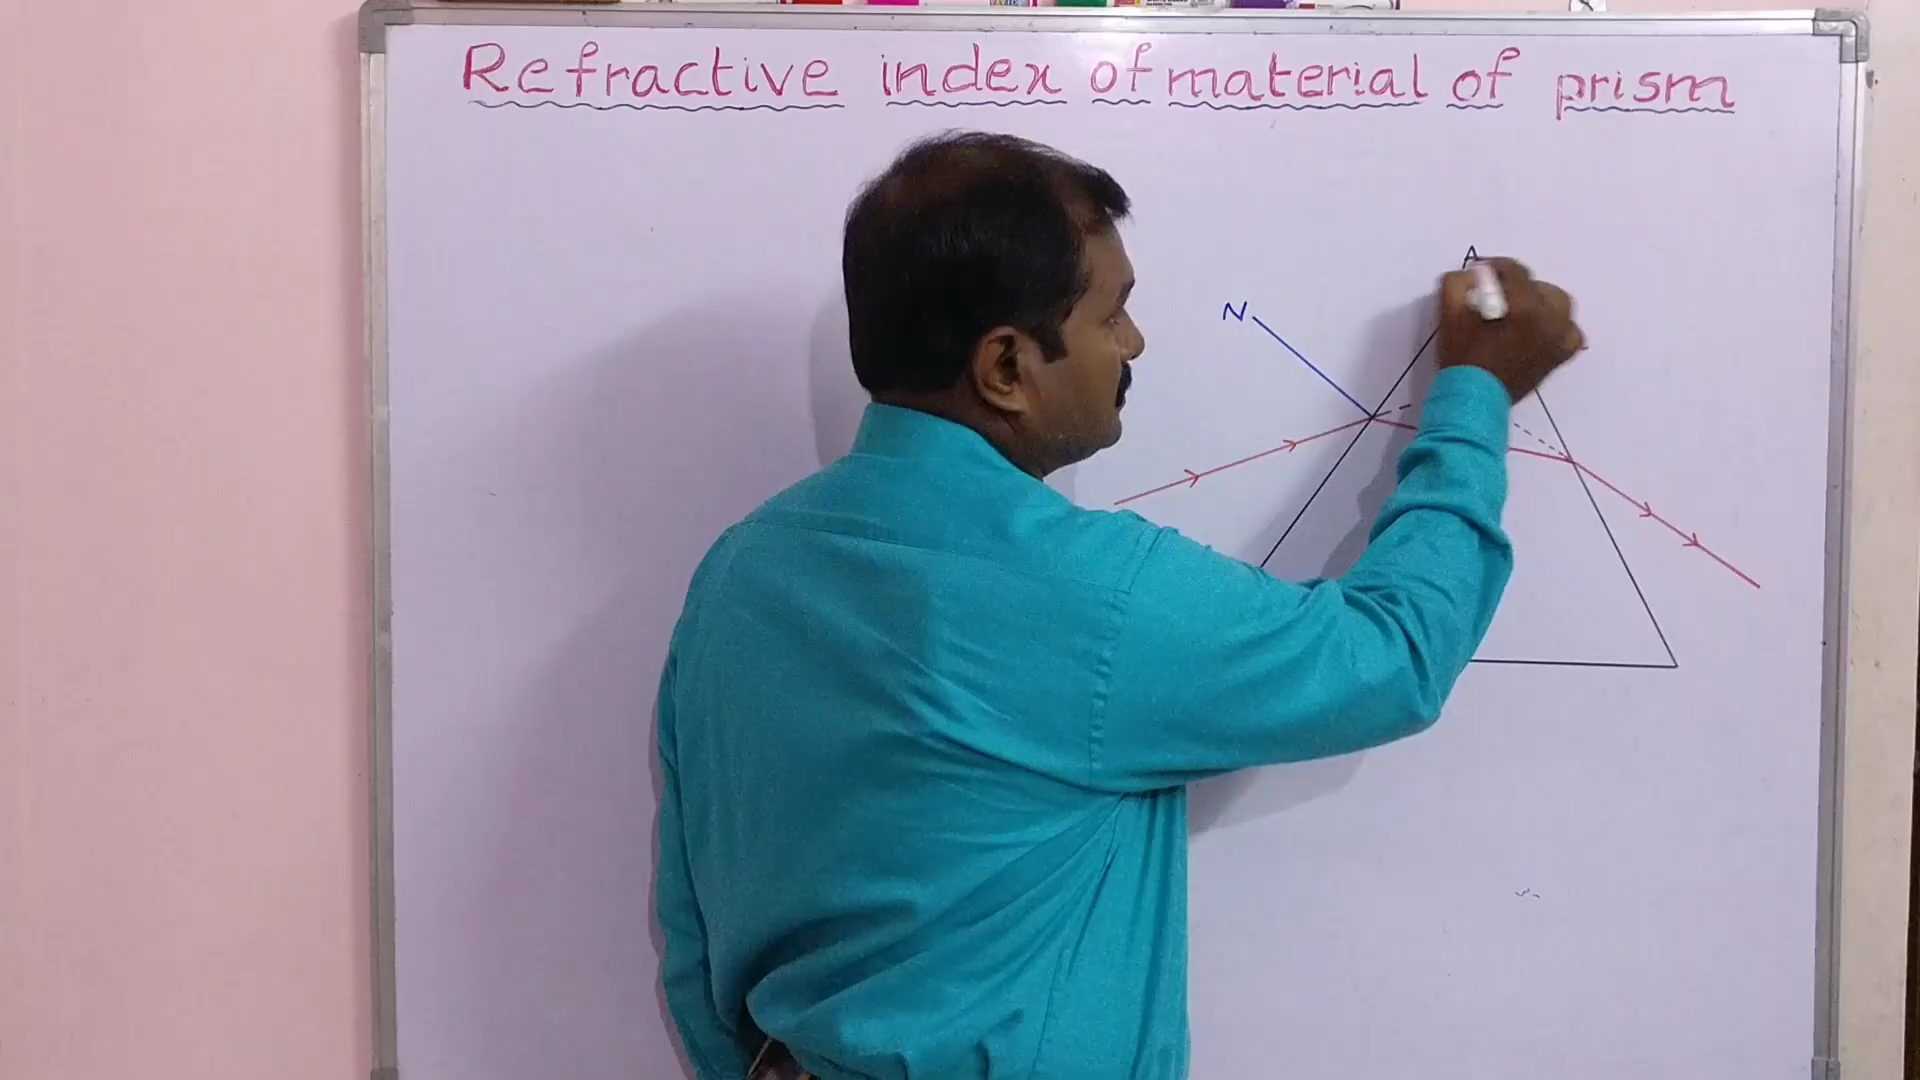 Refractive index of material of prism
A
N